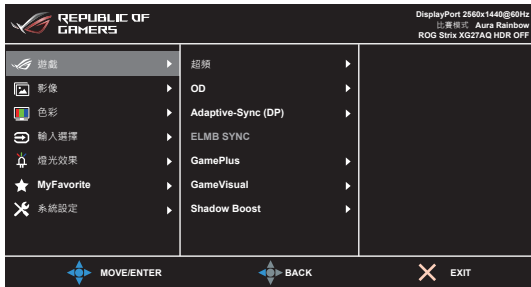 REPUBLIC OF
GAMERS
DisplayPort 2560x1440@60Hz
比賽模式 Aura Rainbow
ROG Strix XG27AQ HDR OFF
遊戲
影像
色彩
輸入選擇
燈光效果
MyFavorite
系統設定
超頻
OD
Adaptive-Sync (DP)
ELMB SYNC
GamePlus
GameVisual
Shadow Boost
MOVE/ENTER
BACK
EXIT